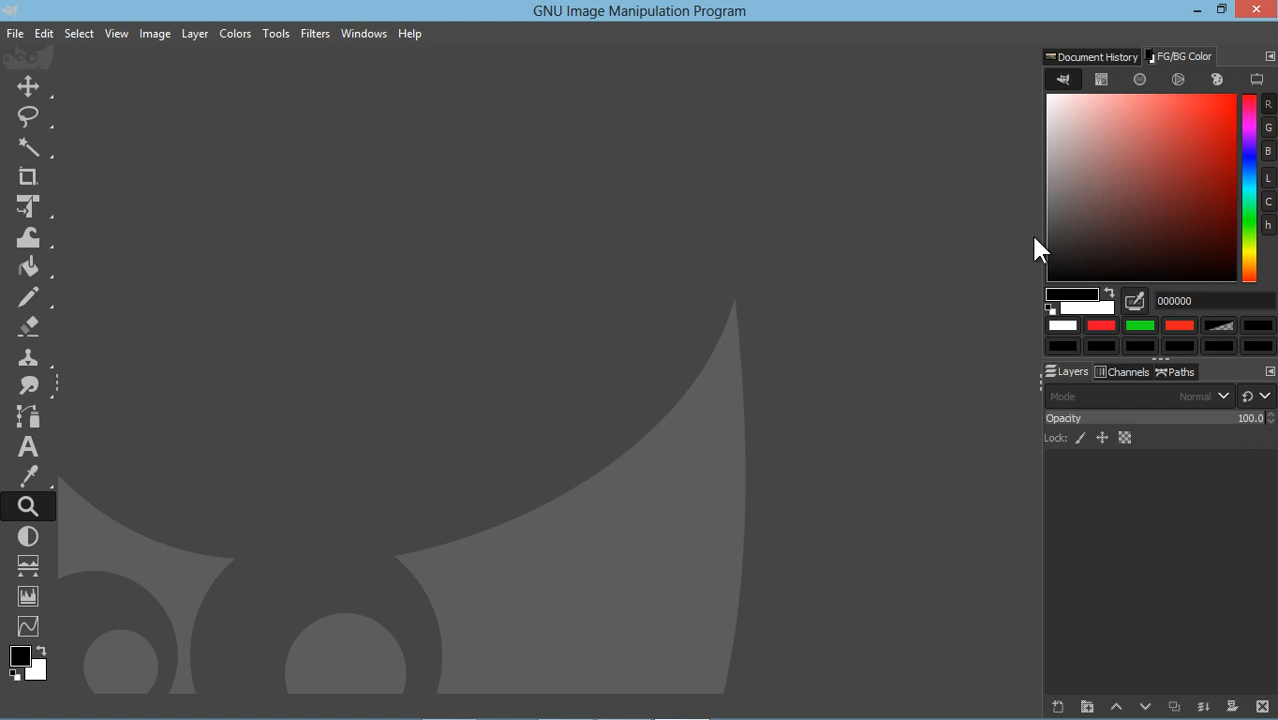 GNU Image Manipulation Program
File Edit Select View Image Layer Colors Tools Filters Windows Help
Document History FG/BG Color
R
G
B
L
C
h
000000
Layers Channels Paths
Mode Normal
Opacity 100.0
Lock: